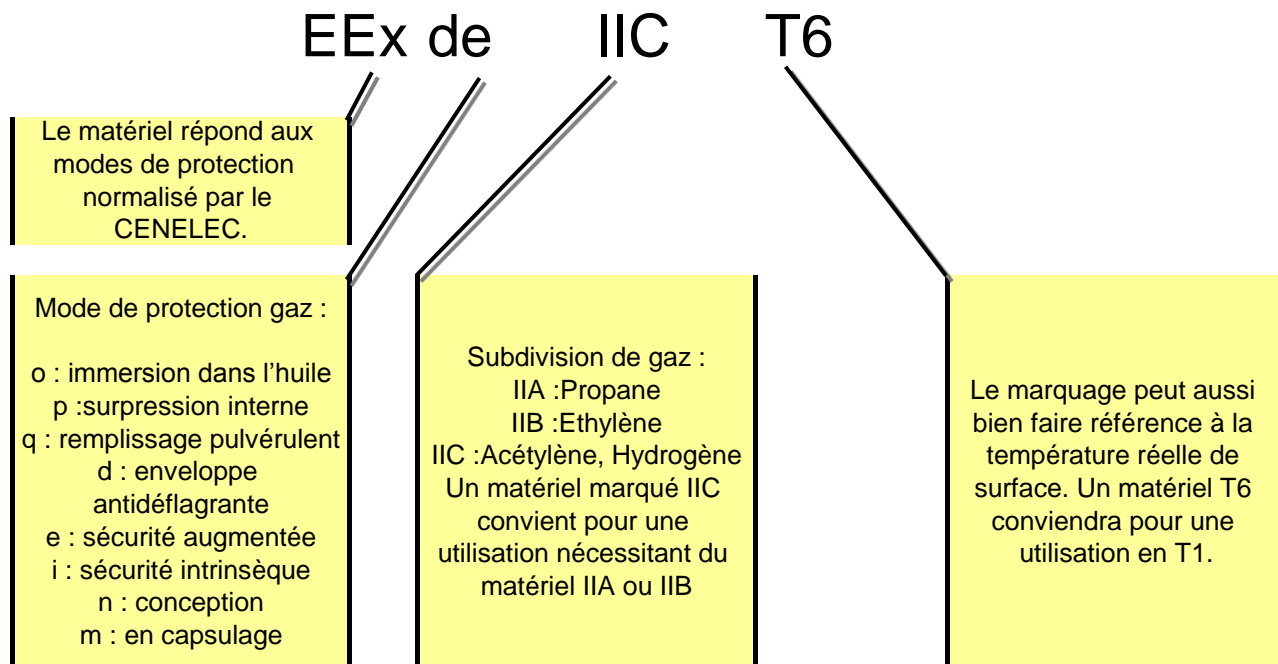 EEx de IIC T6
Le matériel répond aux
modes de protection
normalisé par le
CENELEC.
Mode de protection gaz :
o : immersion dans l’huile
p :surpression interne
q : remplissage pulvérulent
d : enveloppe
antidéflagrante
e : sécurité augmentée
i : sécurité intrinsèque
n : conception
m : en capsulage
Subdivision de gaz :
IIA :Propane
IIB :Ethylène
IIC :Acétylène, Hydrogène
Un matériel marqué IIC
convient pour une
utilisation nécessitant du
matériel IIA ou IIB
Le marquage peut aussi
bien faire référence à la
température réelle de
surface. Un matériel T6
conviendra pour une
utilisation en T1.